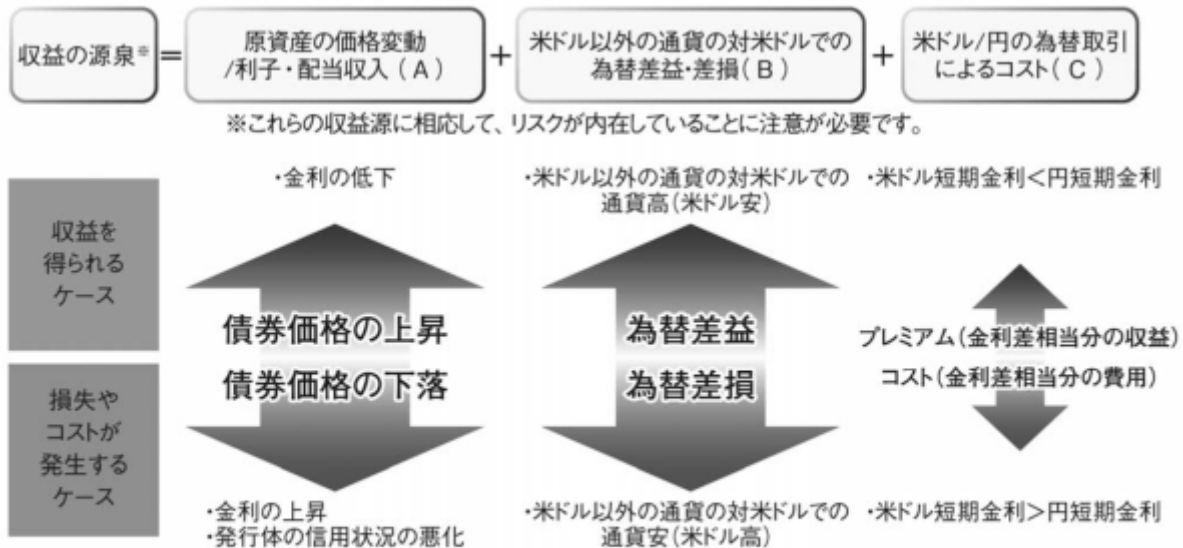 収益の源泉※
=
原資産の価格変動
/利子・配当収入(A)
+
米ドル以外の通貨の対米ドルでの
為替差益・差損(B)
+
米ドル/円の為替取引
によるコスト(C)
※これらの収益源に相応して、リスクが内在していることに注意が必要です。
収益を
得られる
ケース
・金利の低下
・米ドル以外の通貨の対米ドルでの
通貨高(米ドル安)
・米ドル短期金利<円短期金利
債券価格の上昇
為替差益
プレミアム(金利差相当分の収益)
損失や
コストが
発生する
ケース
債券価格の下落
為替差損
コスト(金利差相当分の費用)
・金利の上昇
・発行体の信用状況の悪化
・米ドル以外の通貨の対米ドルでの
通貨安(米ドル高)
・米ドル短期金利>円短期金利